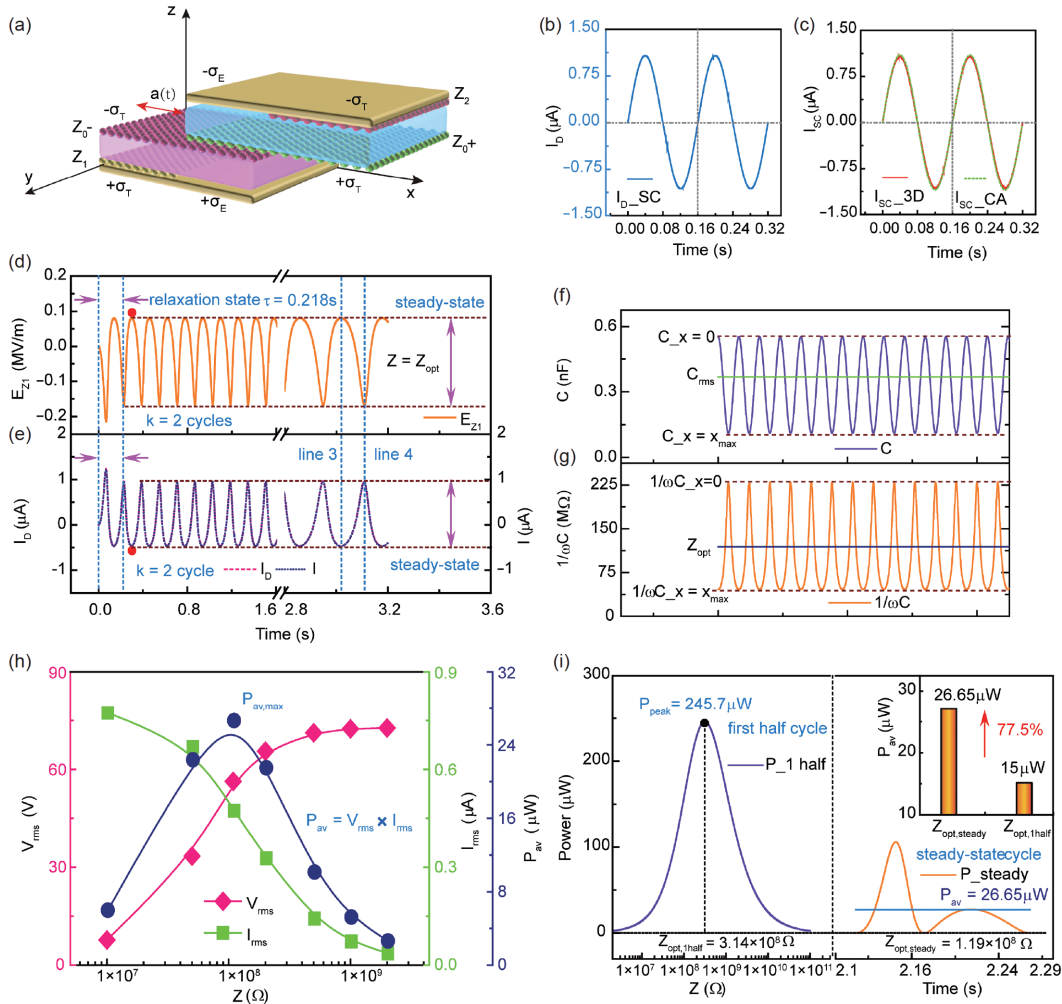 (a)
z
-σE
a(t)
-σT
-σT
Z2
Z0-
Z0+
Z1
y
+σT
+σE
+σT
x
(b)
1.50
0.75
0.00
-0.75
-1.50
ID (μA)
ID_SC
0.00 0.08 0.16 0.24 0.32
Time (s)
(c)
1.50
0.75
0.00
-0.75
-1.50
ISC (μA)
ISC_3D ISC_CA
0.00 0.08 0.16 0.24 0.32
Time (s)
(d)
0.2
0.1
0.0
-0.1
-0.2
EZ1 (MV/m)
relaxation state τ = 0.218s
steady-state
Z = Zopt
k = 2 cycles
EZ1
(e)
2
1
0
-1
ID (μA)
line 3 line 4
2
1
0
-1
I (μA)
k = 2 cycle ID I
steady-state
0.0 0.4 0.8 1.2 1.6 2.8 3.2 3.6
Time (s)
(f)
0.6
0.3
0.0
C (nF)
C_x = 0
Crms
C_x = xmax
C
(g)
225
150
75
0
1/ωC (MΩ)
1/ωC_x=0
Zopt
1/ωC_x = xmax
1/ωC
(h)
90
60
30
0
Vrms (V)
Pav,max
Pav = Vrms × Irms
Vrms
Irms
0.9
0.6
0.3
0.0
Irms (μA)
32
24
16
8
0
Pav (μW)
1×10⁷ 1×10⁸ 1×10⁹
Z (Ω)
(i)
300
200
100
0
Power (μW)
Ppeak = 245.7μW
first half cycle
P_1 half
Zopt,1half = 3.14×10⁸ Ω
1×10⁷ 1×10⁸ 1×10⁹ 1×10¹⁰ 1×10¹¹
Z (Ω)
30
20
10
Pav (μW)
26.65μW
77.5%
15μW
Zopt,steady Zopt,1half
steady-statecycle
P_steady
Pav = 26.65μW
Zopt,steady = 1.19×10⁸ Ω
2.1 2.16 2.24 2.29
Time (s)